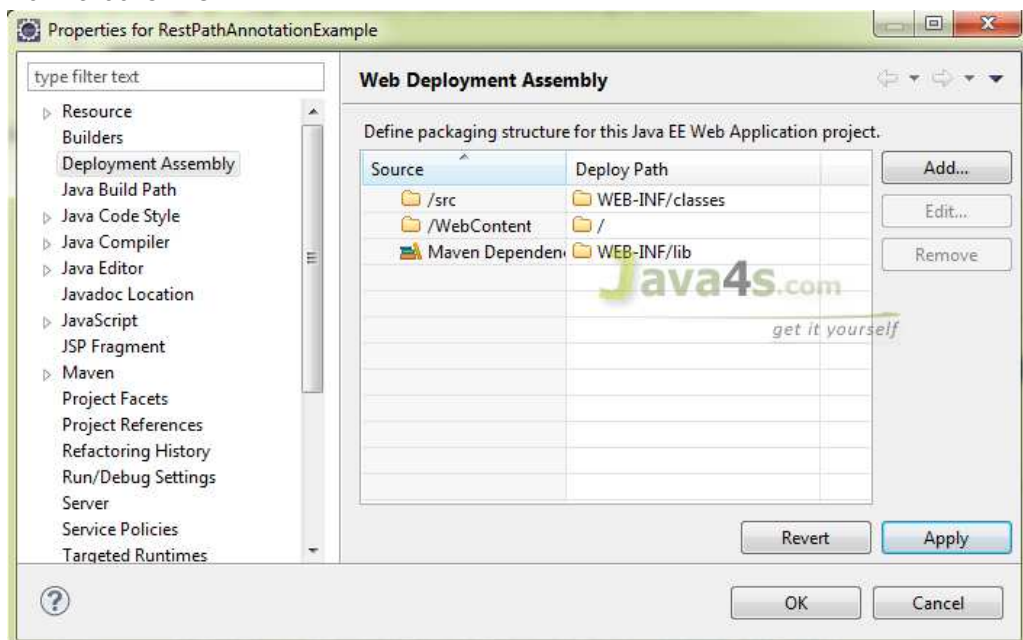 Properties for RestPathAnnotationExample
type filter text
Resource
Builders
Deployment Assembly
Java Build Path
Java Code Style
Java Compiler
Java Editor
Javadoc Location
JavaScript
JSP Fragment
Maven
Project Facets
Project References
Refactoring History
Run/Debug Settings
Server
Service Policies
Targeted Runtimes
Web Deployment Assembly
Define packaging structure for this Java EE Web Application project.
Source Deploy Path
/src WEB-INF/classes
/WebContent /
Maven Dependen WEB-INF/lib
Java4s.com
get it yourself
Add...
Edit...
Remove
Revert Apply
? OK Cancel